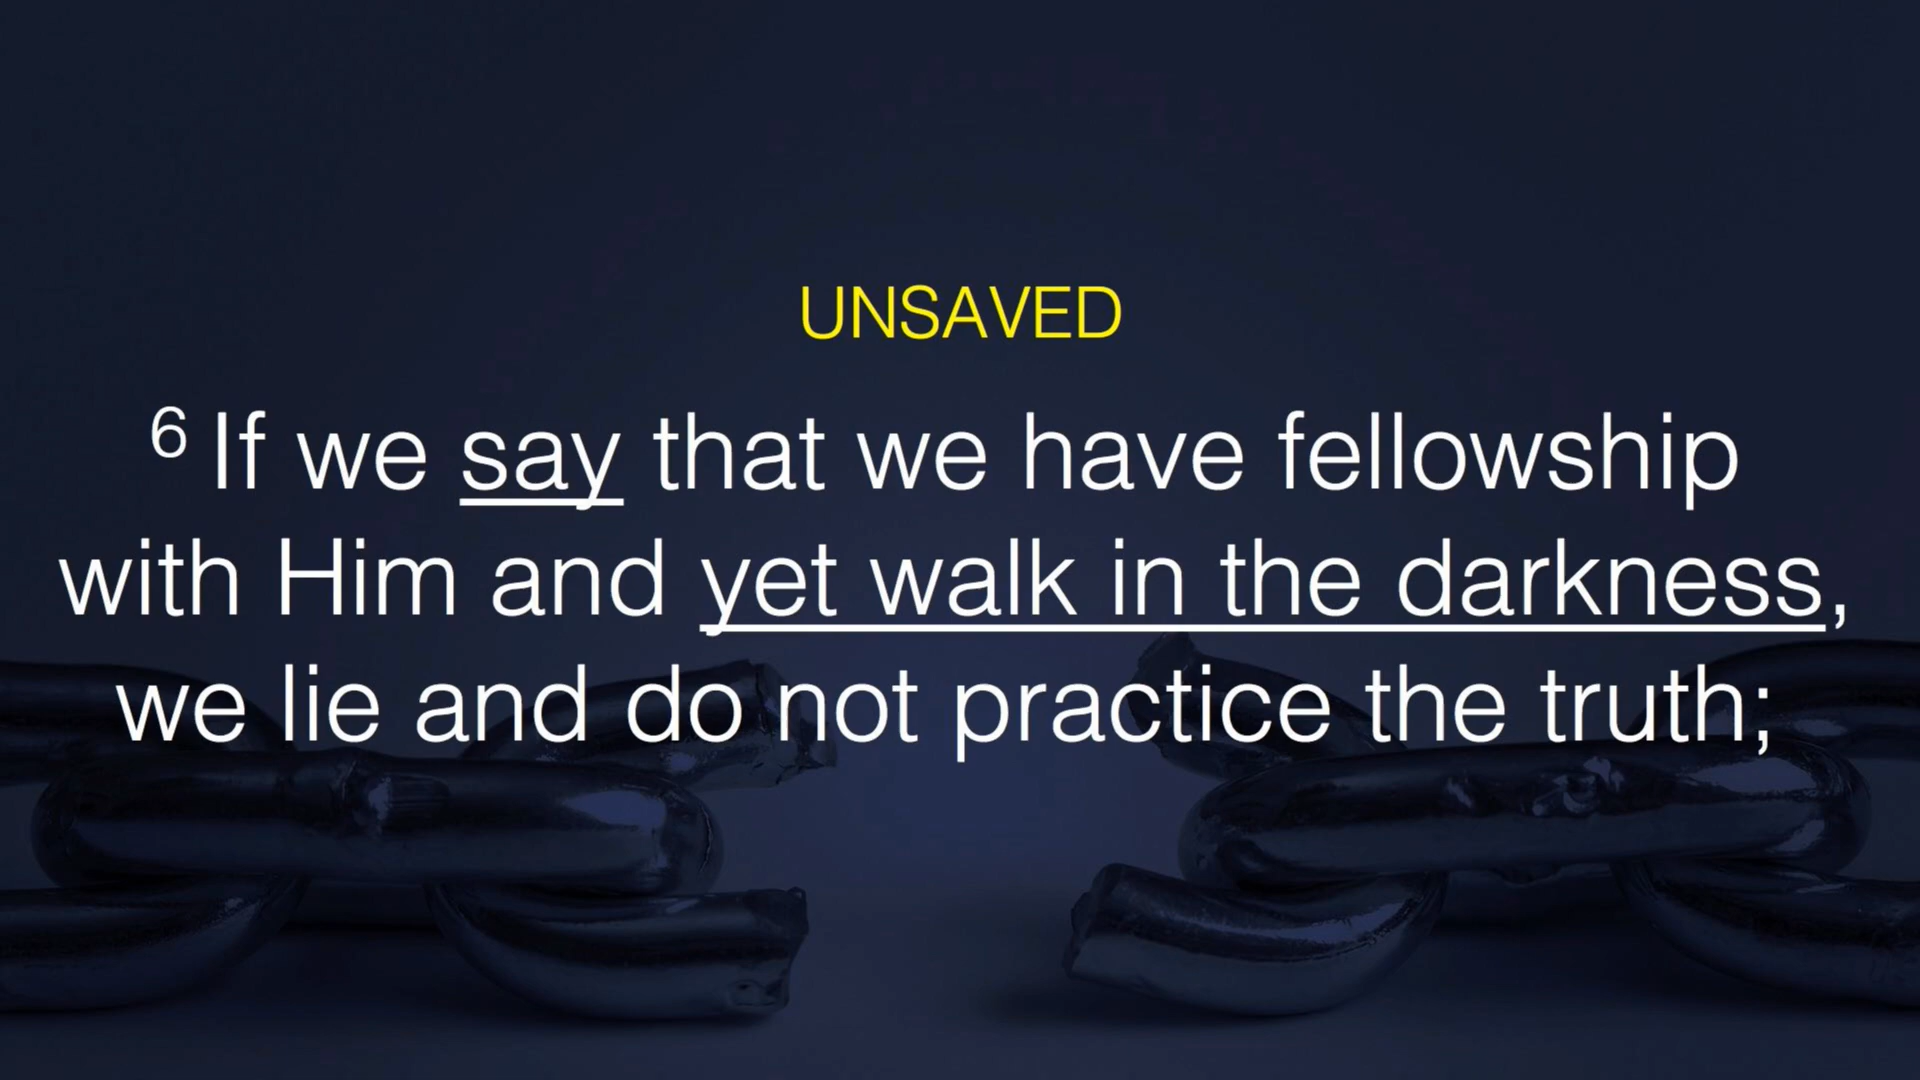 UNSAVED
6 If we say that we have fellowship
with Him and yet walk in the darkness,
we lie and do not practice the truth;